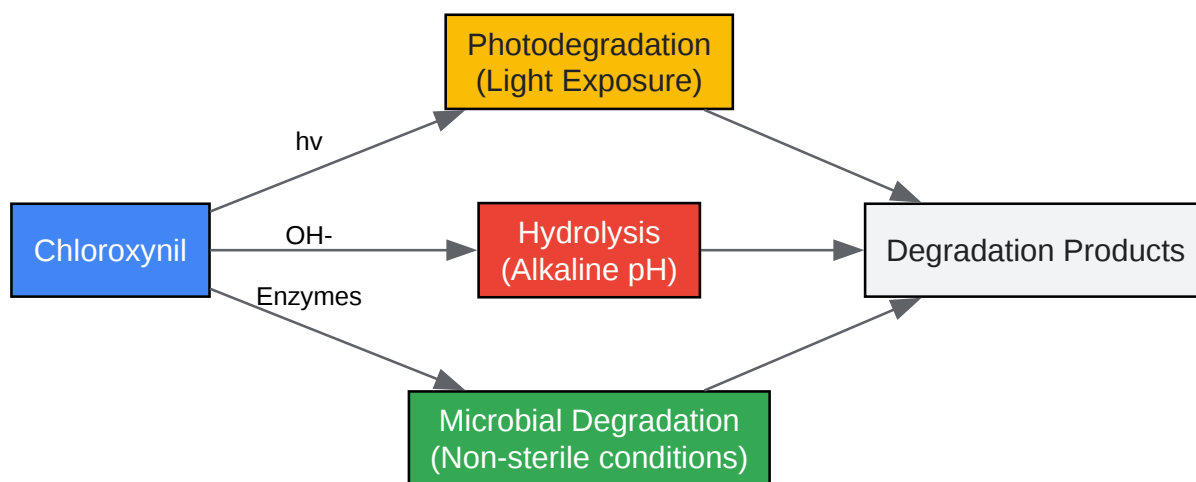 Photodegradation
(Light Exposure)
hv
Chloroxynil
OH-
Hydrolysis
(Alkaline pH)
Degradation Products
Enzymes
Microbial Degradation
(Non-sterile conditions)